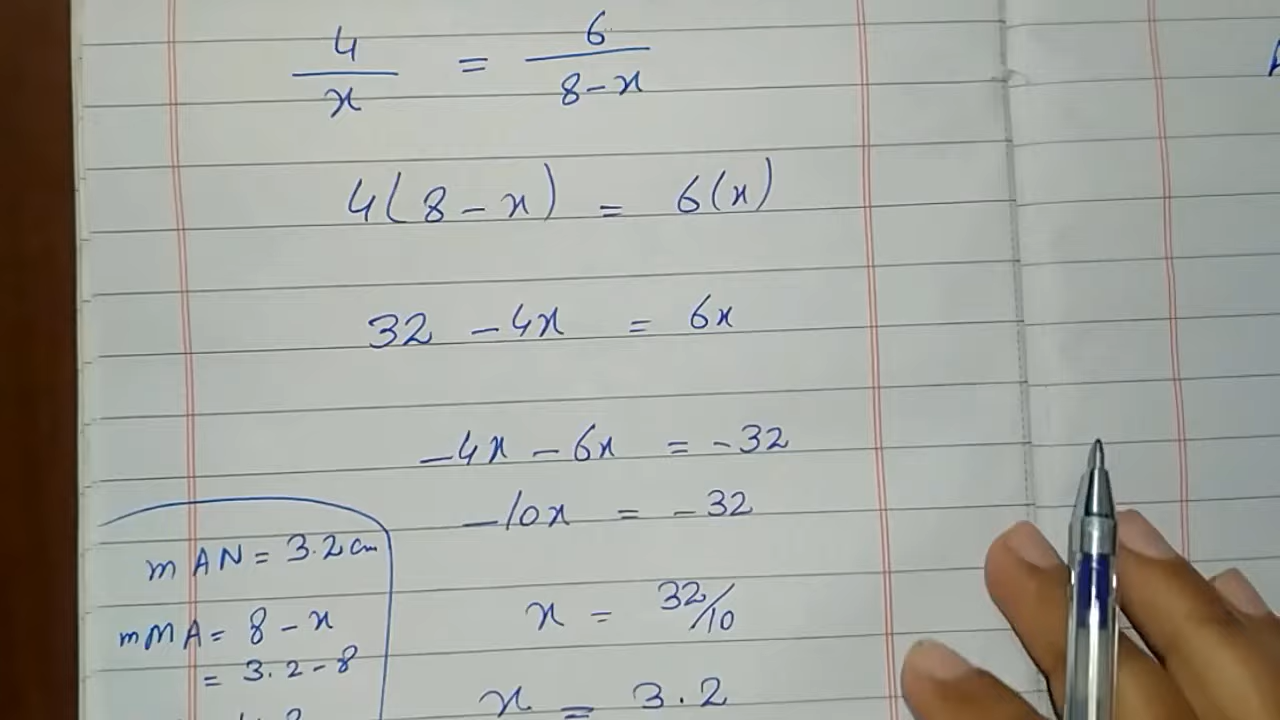 4/x = 6/8-x
4(8-x) = 6(x)
32 -4x = 6x
-4x - 6x = -32
-10x = -32
x = 32/10
x = 3.2
mAN = 3.2cm
mMA = 8-x
= 3.2-8